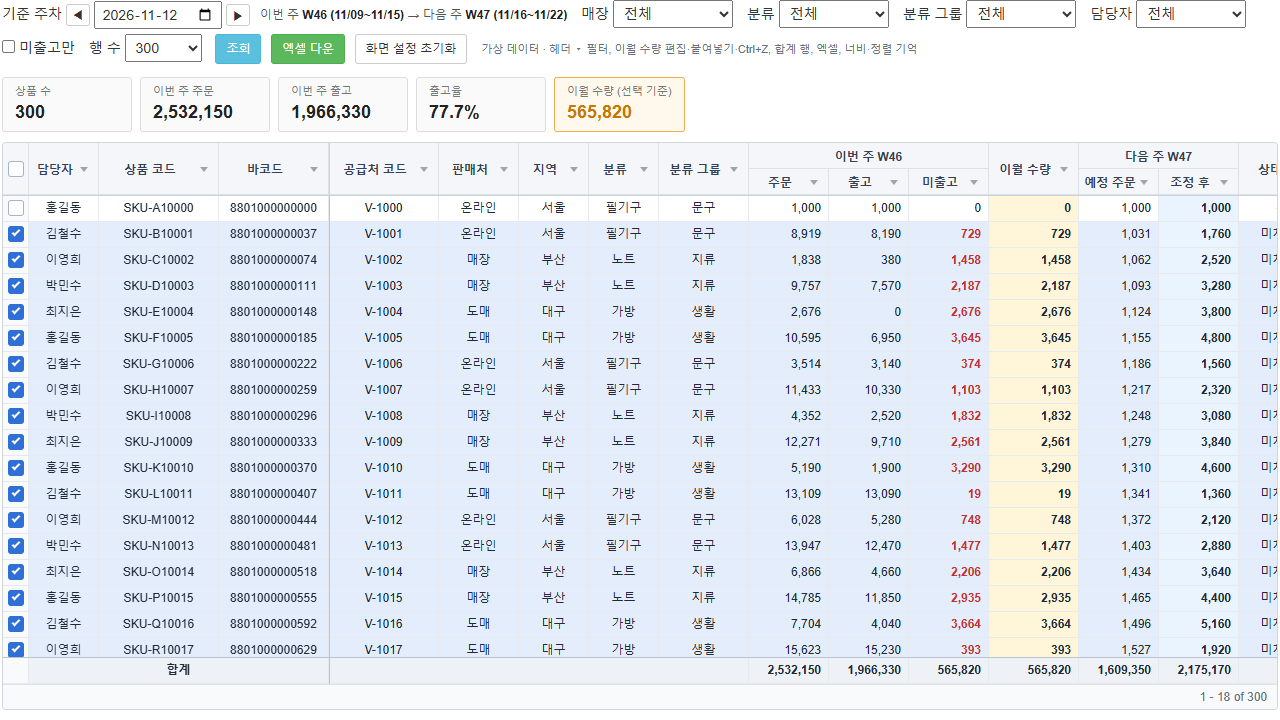 기준 주차 ◀ 2026-11-12 ▶ 이번 주 W46 (11/09~11/15) → 다음 주 W47 (11/16~11/22) 매장 전체 분류 전체 분류 그룹 전체 담당자 전체
미출고만 행 수 300 조회 엑셀 다운 화면 설정 초기화 가상 데이터 · 헤더 - 필터, 이월 수량 편집·붙여넣기·Ctrl+Z, 합계 행, 엑셀, 너비·정렬 기억
상품 수 이번 주 주문 이번 주 출고 출고율 이월 수량 (선택 기준)
300 2,532,150 1,966,330 77.7% 565,820
이번 주 W46 다음 주 W47
담당자 상품 코드 바코드 공급처 코드 판매처 지역 분류 분류 그룹 이월 수량
주문 출고 미출고 예정 주문 조정 후
홍길동 SKU-A10000 8801000000000 V-1000 온라인 서울 필기구 문구 1,000 1,000 0 0 1,000 1,000
김철수 SKU-B10001 8801000000037 V-1001 온라인 서울 필기구 문구 8,919 8,190 729 729 1,031 1,760
이영희 SKU-C10002 8801000000074 V-1002 매장 부산 노트 지류 1,838 380 1,458 1,458 1,062 2,520
박민수 SKU-D10003 8801000000111 V-1003 매장 부산 노트 지류 9,757 7,570 2,187 2,187 1,093 3,280
최지은 SKU-E10004 8801000000148 V-1004 도매 대구 가방 생활 2,676 0 2,676 2,676 1,124 3,800
홍길동 SKU-F10005 8801000000185 V-1005 도매 대구 가방 생활 10,595 6,950 3,645 3,645 1,155 4,800
김철수 SKU-G10006 8801000000222 V-1006 온라인 서울 필기구 문구 3,514 3,140 374 374 1,186 1,560
이영희 SKU-H10007 8801000000259 V-1007 온라인 서울 필기구 문구 11,433 10,330 1,103 1,103 1,217 2,320
박민수 SKU-I10008 8801000000296 V-1008 매장 부산 노트 지류 4,352 2,520 1,832 1,832 1,248 3,080
최지은 SKU-J10009 8801000000333 V-1009 매장 부산 노트 지류 12,271 9,710 2,561 2,561 1,279 3,840
홍길동 SKU-K10010 8801000000370 V-1010 도매 대구 가방 생활 5,190 1,900 3,290 3,290 1,310 4,600
김철수 SKU-L10011 8801000000407 V-1011 도매 대구 가방 생활 13,109 13,090 19 19 1,341 1,360
이영희 SKU-M10012 8801000000444 V-1012 온라인 서울 필기구 문구 6,028 5,280 748 748 1,372 2,120
박민수 SKU-N10013 8801000000481 V-1013 온라인 서울 필기구 문구 13,947 12,470 1,477 1,477 1,403 2,880
최지은 SKU-O10014 8801000000518 V-1014 매장 부산 노트 지류 6,866 4,660 2,206 2,206 1,434 3,640
홍길동 SKU-P10015 8801000000555 V-1015 매장 부산 노트 지류 14,785 11,850 2,935 2,935 1,465 4,400
김철수 SKU-Q10016 8801000000592 V-1016 도매 대구 가방 생활 7,704 4,040 3,664 3,664 1,496 5,160
이영희 SKU-R10017 8801000000629 V-1017 도매 대구 가방 생활 15,623 15,230 393 393 1,527 1,920
합계 2,532,150 1,966,330 565,820 565,820 1,609,350 2,175,170
1 - 18 of 300